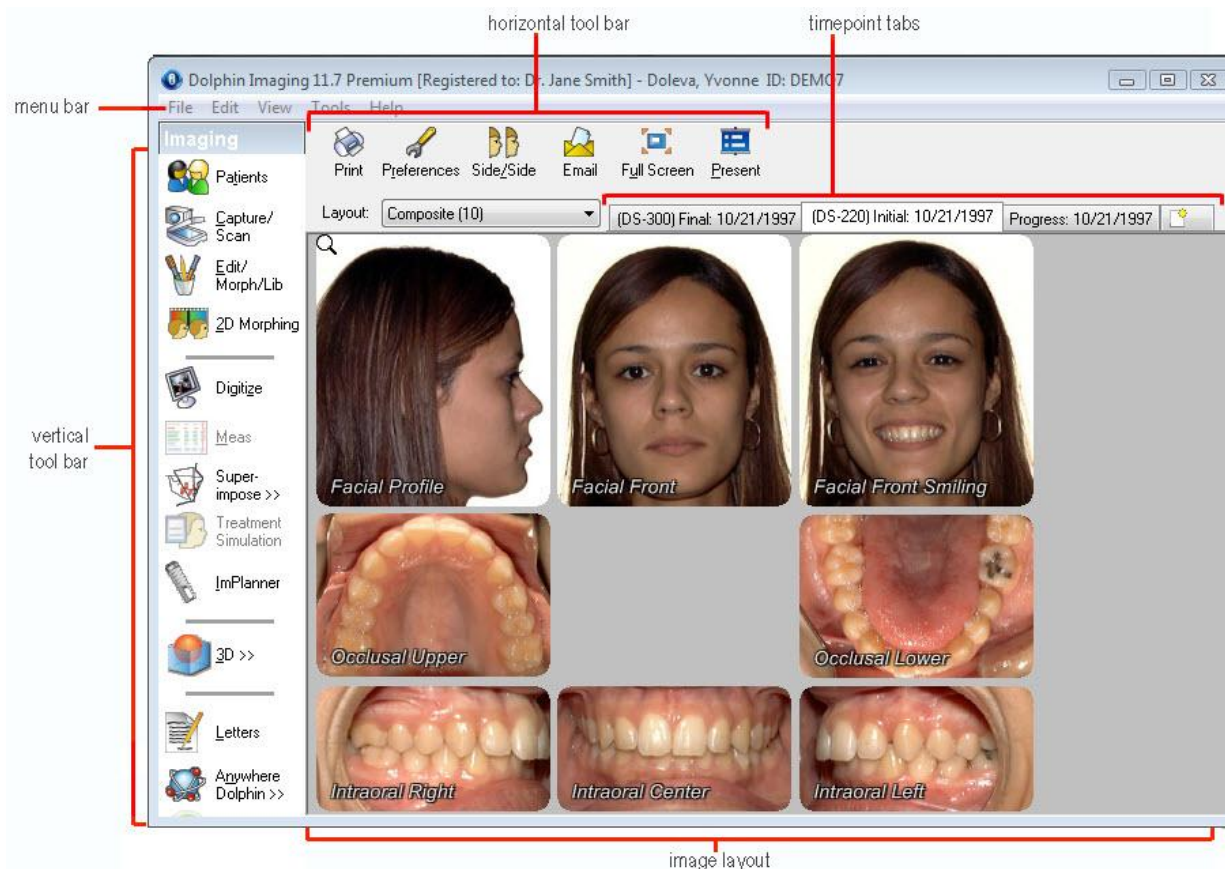 horizontal tool bar
timepoint tabs
Dolphin Imaging 11.7 Premium [Registered to: Dr. Jane Smith] - Doleva, Yvonne ID: DEMO7
menu bar
File Edit View Tools Help
Imaging
Patients
Capture/
Scan
Edit/
Morph/Lib
2D Morphing
Digitize
Meas
Super-
impose >>
Treatment
Simulation
ImPlanner
3D >>
Letters
Anywhere
Dolphin >>
vertical
tool bar
Print Preferences Side/Side Email Full Screen Present
Layout: Composite (10) (DS-300) Final: 10/21/1997 (DS-220) Initial: 10/21/1997 Progress: 10/21/1997
Facial Profile Facial Front Facial Front Smiling
Occlusal Upper Occlusal Lower
Intraoral Right Intraoral Center Intraoral Left
image layout